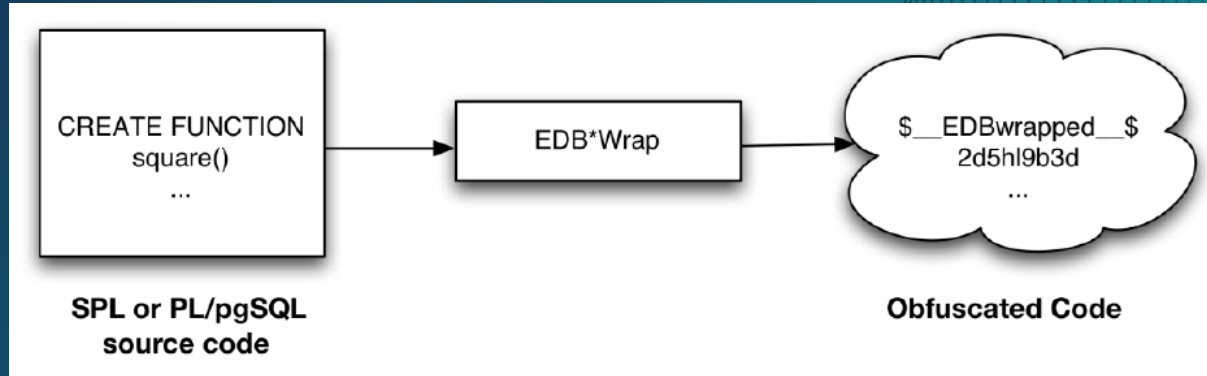 CREATE FUNCTION
square()
...
SPL or PL/pgSQL
source code
EDB*Wrap
$__EDBwrapped__$
2d5hl9b3d
...
Obfuscated Code